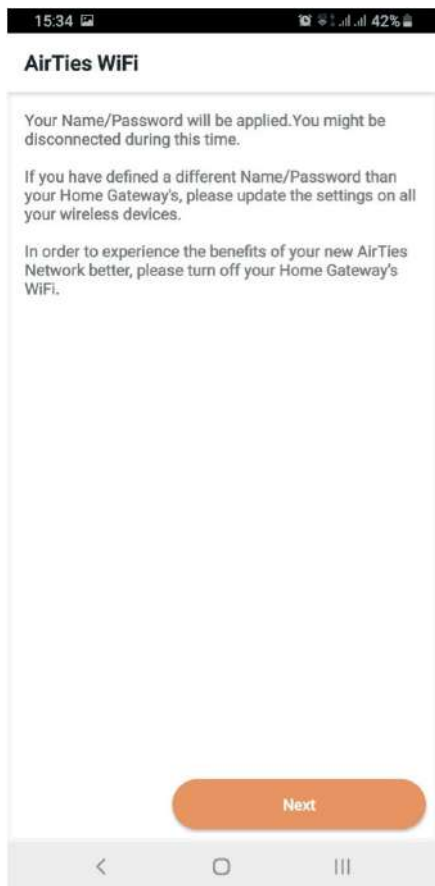 15:34 42%
AirTies WiFi
Your Name/Password will be applied.You might be
disconnected during this time.
If you have defined a different Name/Password than
your Home Gateway's, please update the settings on all
your wireless devices.
In order to experience the benefits of your new AirTies
Network better, please turn off your Home Gateway's
WiFi.
Next